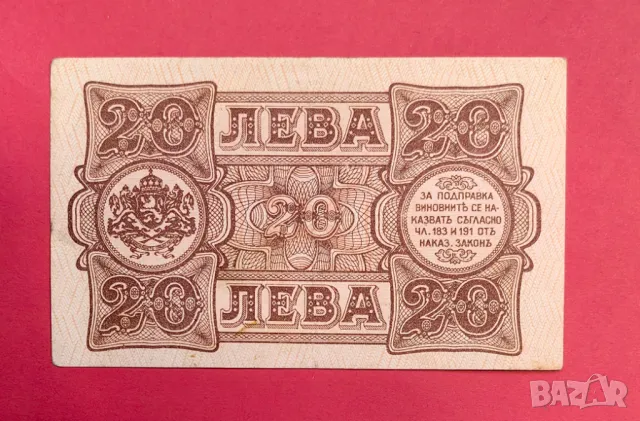 20 ЛЕВА 20
20
ЗА ПОДПРАВКА
ВИНОВНИТѢ СЕ НА-
КАЗВАТЪ СЪГЛАСНО
ЧЛ. 183 И 191 ОТЪ
НАКАЗ. ЗАКОНЪ
20 ЛЕВА 20
BAZAR